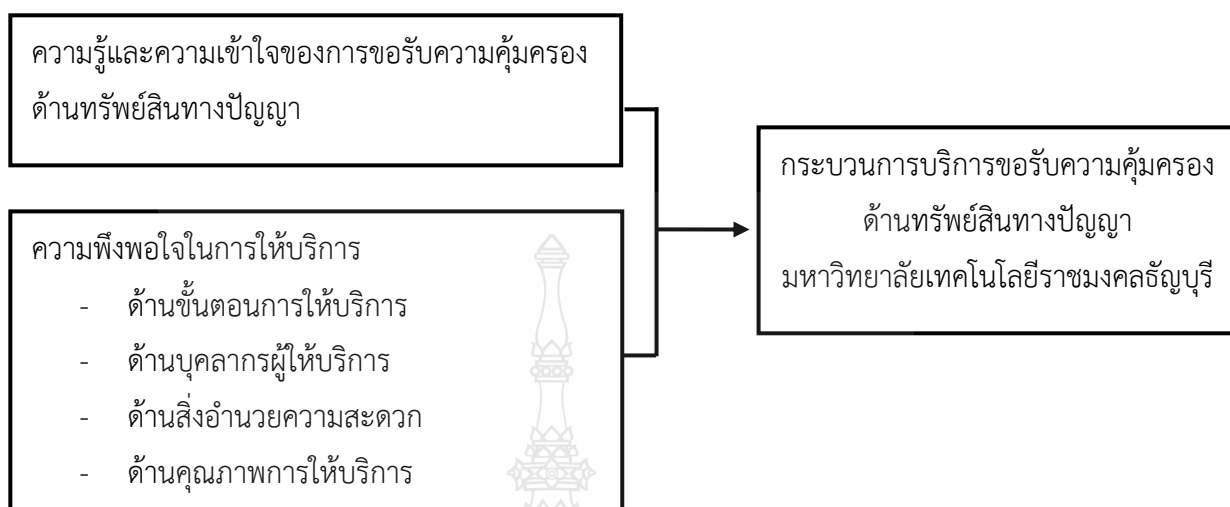 ความรู้และความเข้าใจของการขอรับความคุ้มครอง
ด้านทรัพย์สินทางปัญญา
ความพึงพอใจในการให้บริการ
- ด้านขั้นตอนการให้บริการ
- ด้านบุคลากรผู้ให้บริการ
- ด้านสิ่งอำนวยความสะดวก
- ด้านคุณภาพการให้บริการ
กระบวนการบริการขอรับความคุ้มครอง
ด้านทรัพย์สินทางปัญญา
มหาวิทยาลัยเทคโนโลยีราชมงคลธัญบุรี